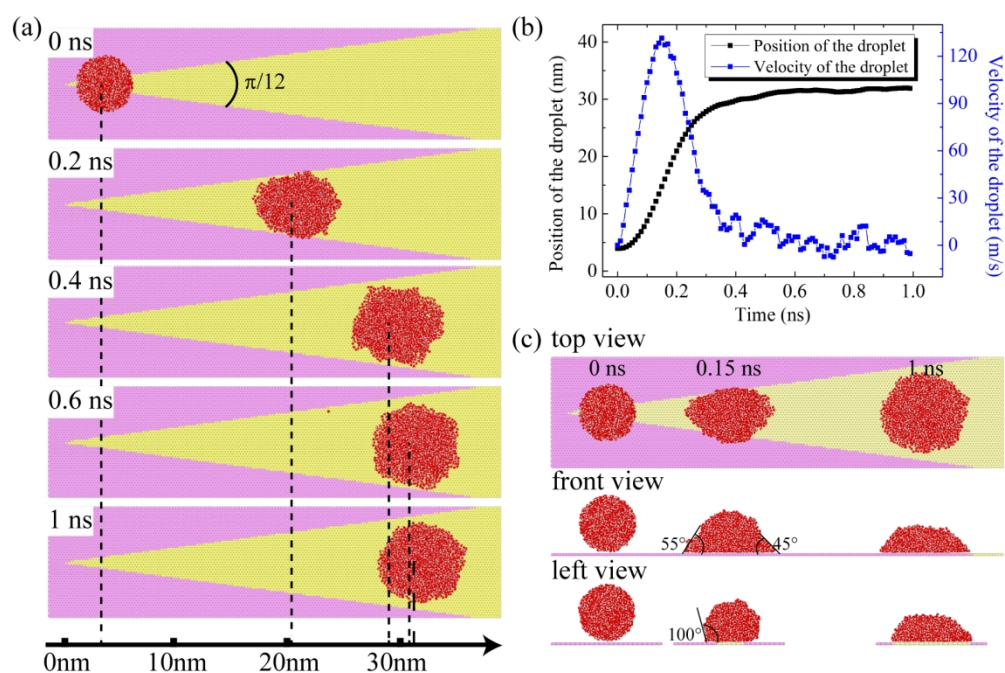 (a)
0 ns
π/12
0.2 ns
0.4 ns
0.6 ns
1 ns
0nm
10nm
20nm
30nm
(b)
Position of the droplet (nm)
40
30
20
10
0
Position of the droplet
Velocity of the droplet
120
90
60
30
0
Velocity of the droplet (m/s)
0.0
0.2
0.4
0.6
0.8
1.0
Time (ns)
(c)
top view
0 ns
0.15 ns
1 ns
front view
55°
45°
left view
100°